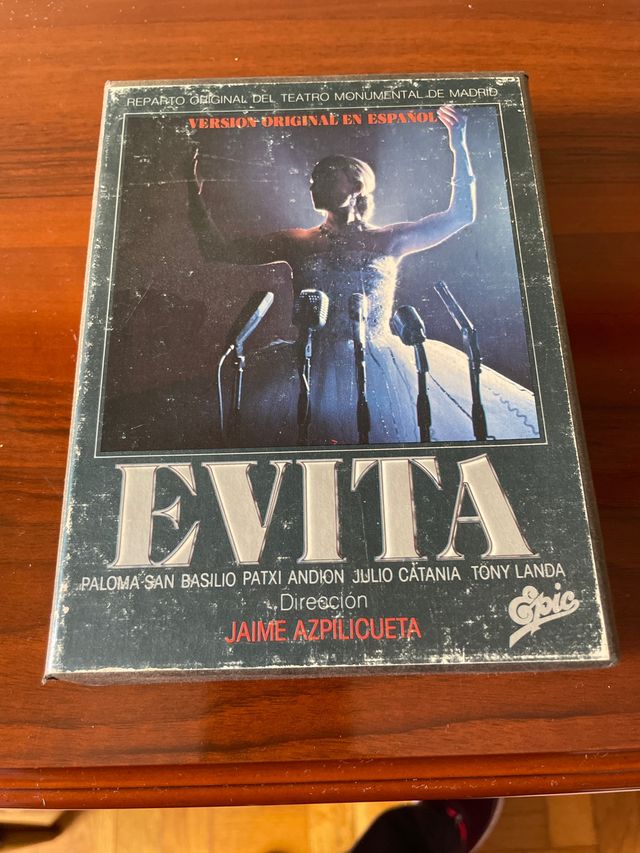 REPARTO ORIGINAL DEL TEATRO MONUMENTAL DE MADRID
VERSION ORIGINAL EN ESPAÑOL
EVITA
PALOMA SAN BASILIO PATXI ANDION JULIO CATANIA TONY LANDA
Dirección
JAIME AZPILICUETA
Epic